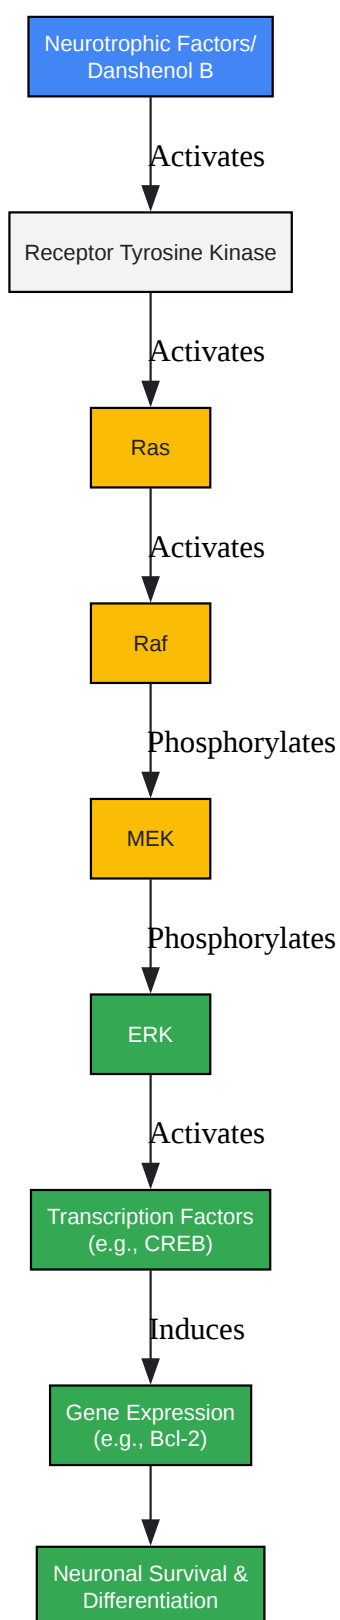 Neurotrophic Factors/
Danshenol B
Activates
Receptor Tyrosine Kinase
Activates
Ras
Activates
Raf
Phosphorylates
MEK
Phosphorylates
ERK
Activates
Transcription Factors
(e.g., CREB)
Induces
Gene Expression
(e.g., Bcl-2)
Neuronal Survival &
Differentiation